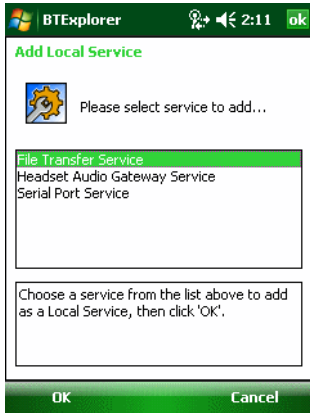 BTExplorer 2:11 ok
Add Local Service
Please select service to add...
File Transfer Service
Headset Audio Gateway Service
Serial Port Service
Choose a service from the list above to add
as a Local Service, then click 'OK'.
OK Cancel